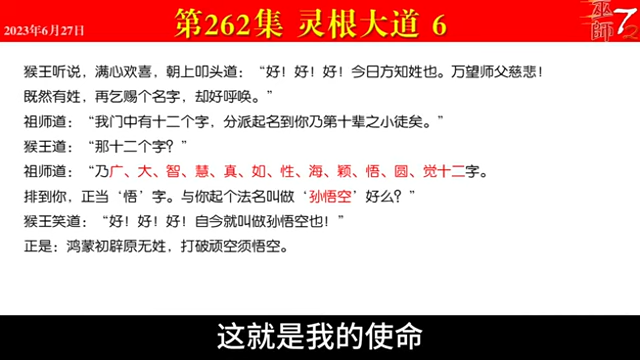 2023年6月27日
第262集 灵根大道 6
巫師
7
猴王听说，满心欢喜，朝上叩头道：“好！好！好！今日方知姓也。万望师父慈悲！
既然有姓，再乞赐个名字，却好呼唤。”
祖师道：“我门中有十二个字，分派起名到你乃第十辈之小徒矣。”
猴王道：“那十二个字？”
祖师道：“乃广、大、智、慧、真、如、性、海、颖、悟、圆、觉十二字。
排到你，正当‘悟’字。与你起个法名叫做‘孙悟空’好么？”
猴王笑道：“好！好！好！自今就叫做孙悟空也！”
正是：鸿蒙初辟原无姓，打破顽空须悟空。
这就是我的使命